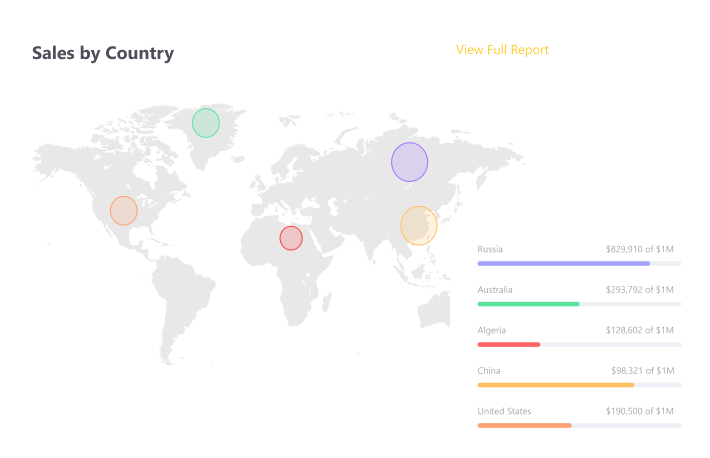 Sales by Country
View Full Report
Russia $829,910 of $1M
Australia $293,792 of $1M
Algeria $128,602 of $1M
China $98,321 of $1M
United States $190,500 of $1M